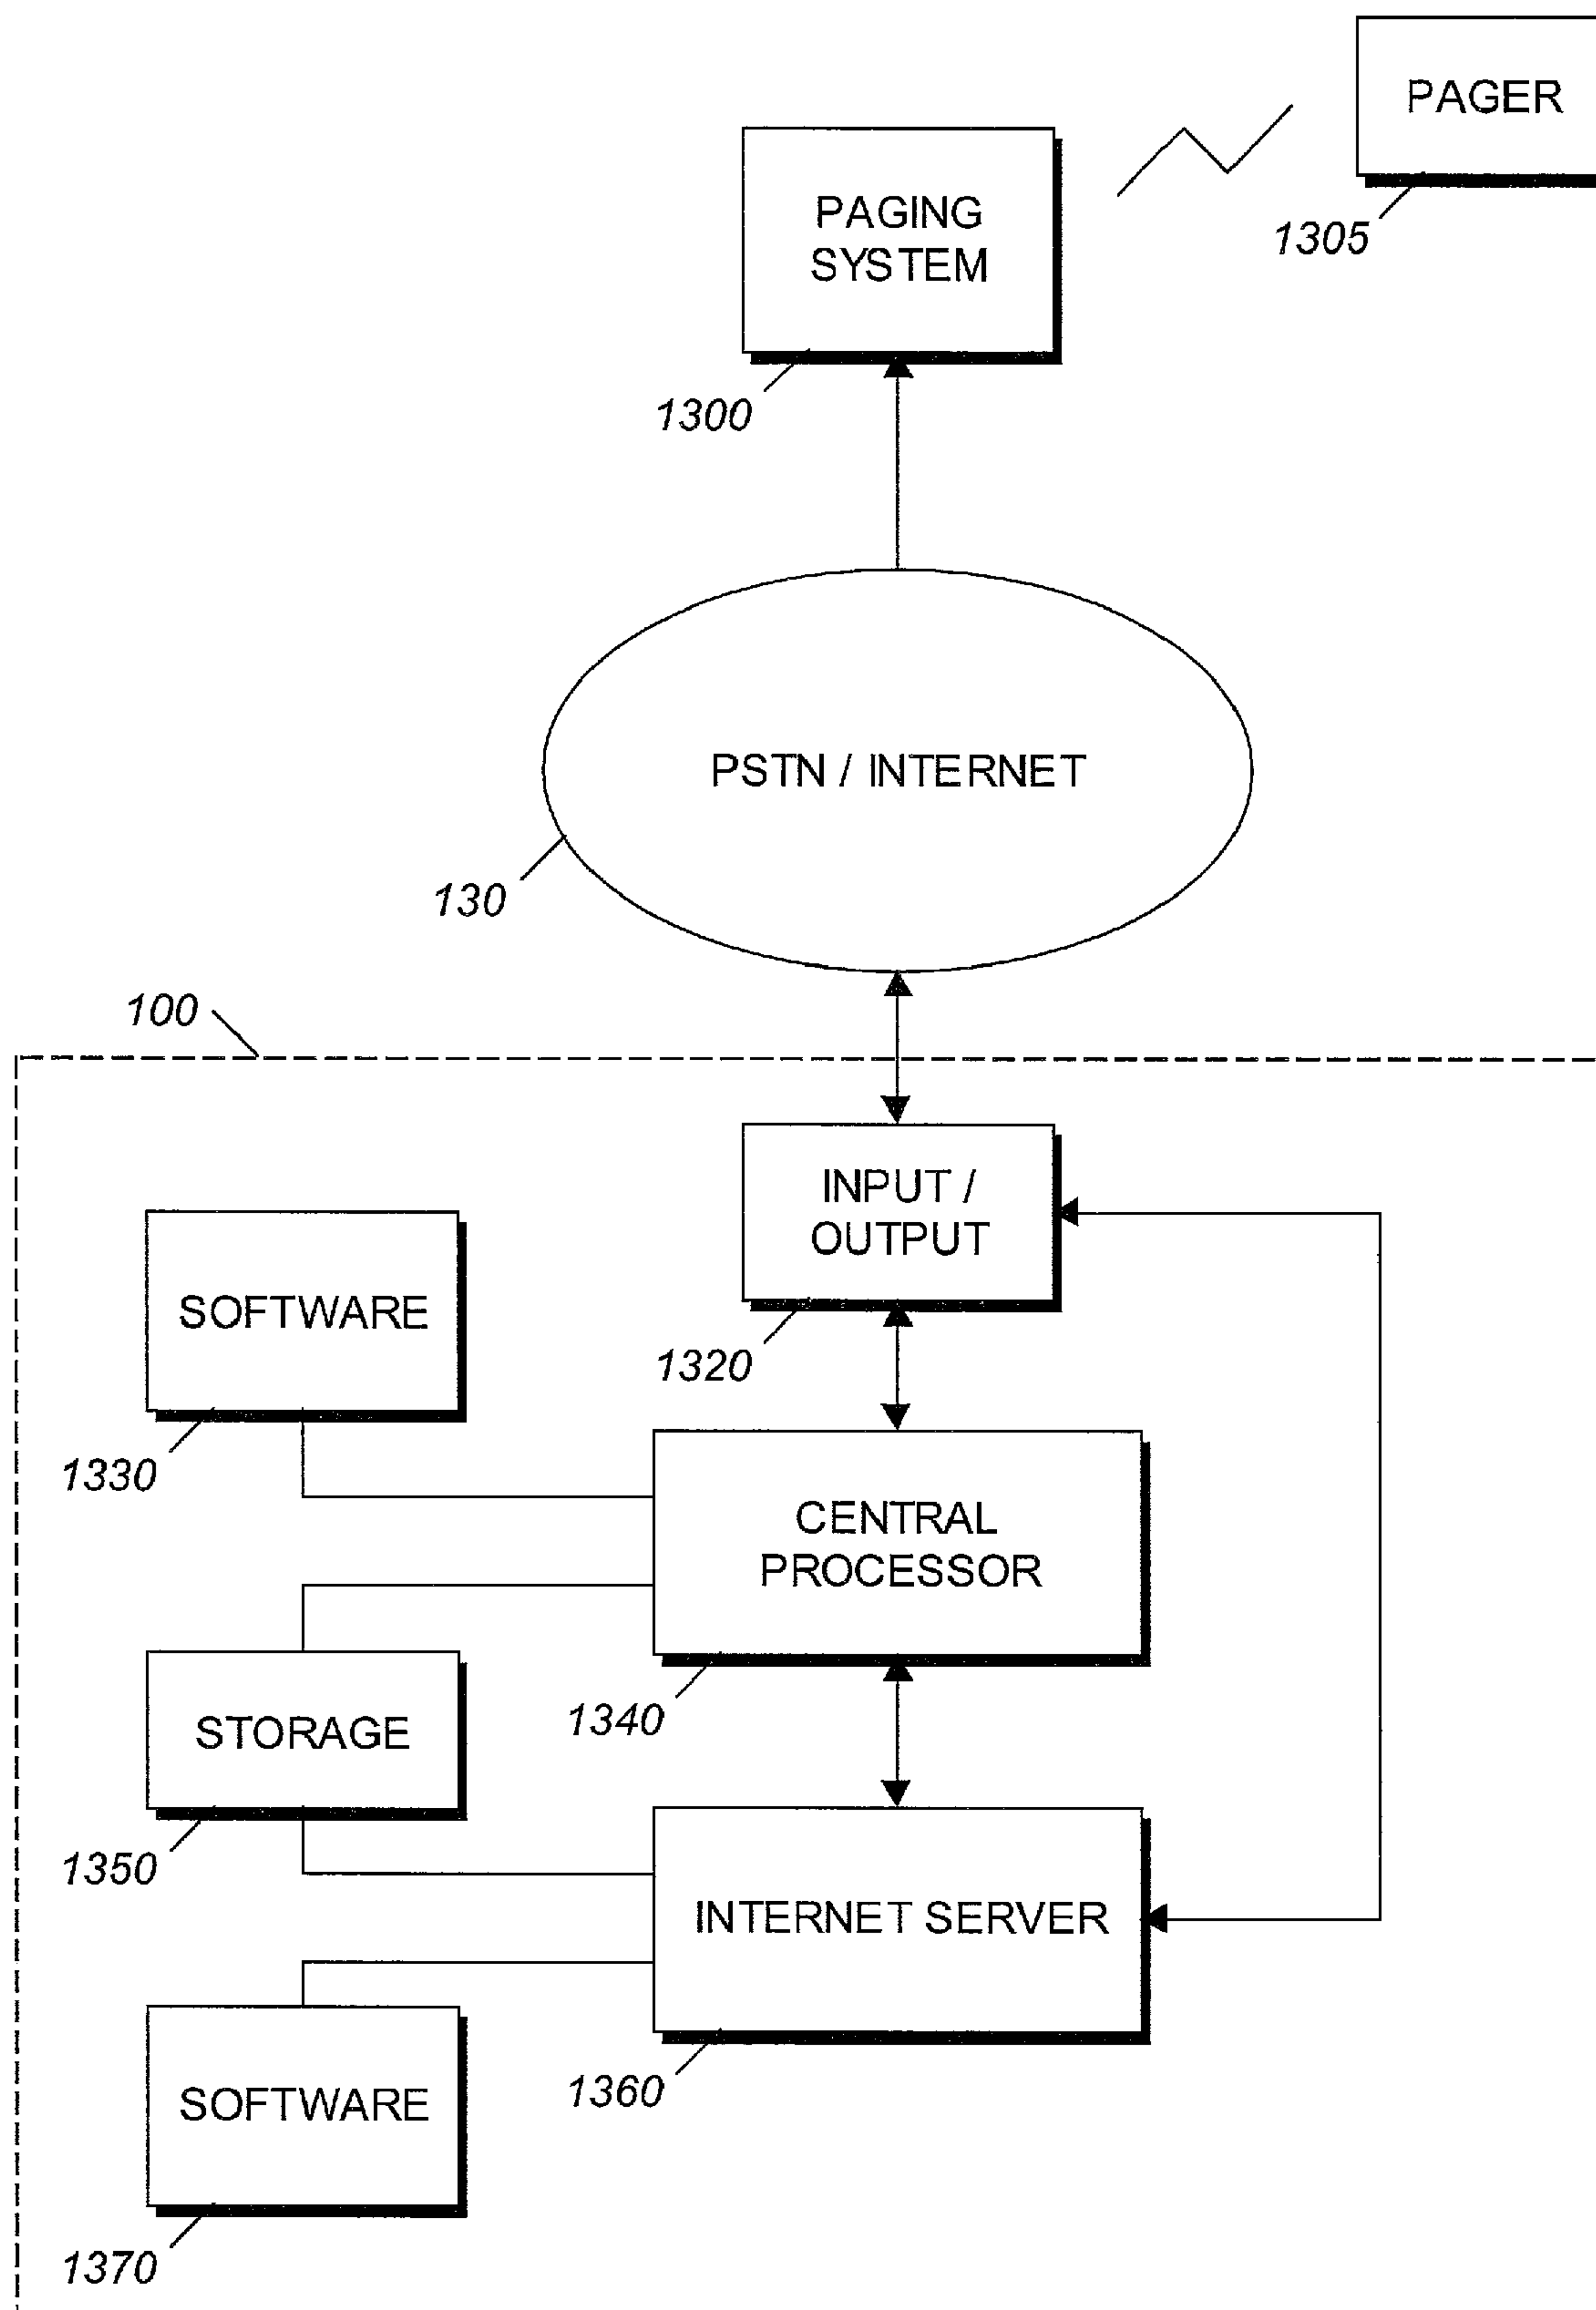 PAGER
1305
PAGING
SYSTEM
1300
PSTN / INTERNET
130
100
INPUT /
OUTPUT
1320
SOFTWARE
1330
CENTRAL
PROCESSOR
1340
STORAGE
1350
INTERNET SERVER
1360
SOFTWARE
1370